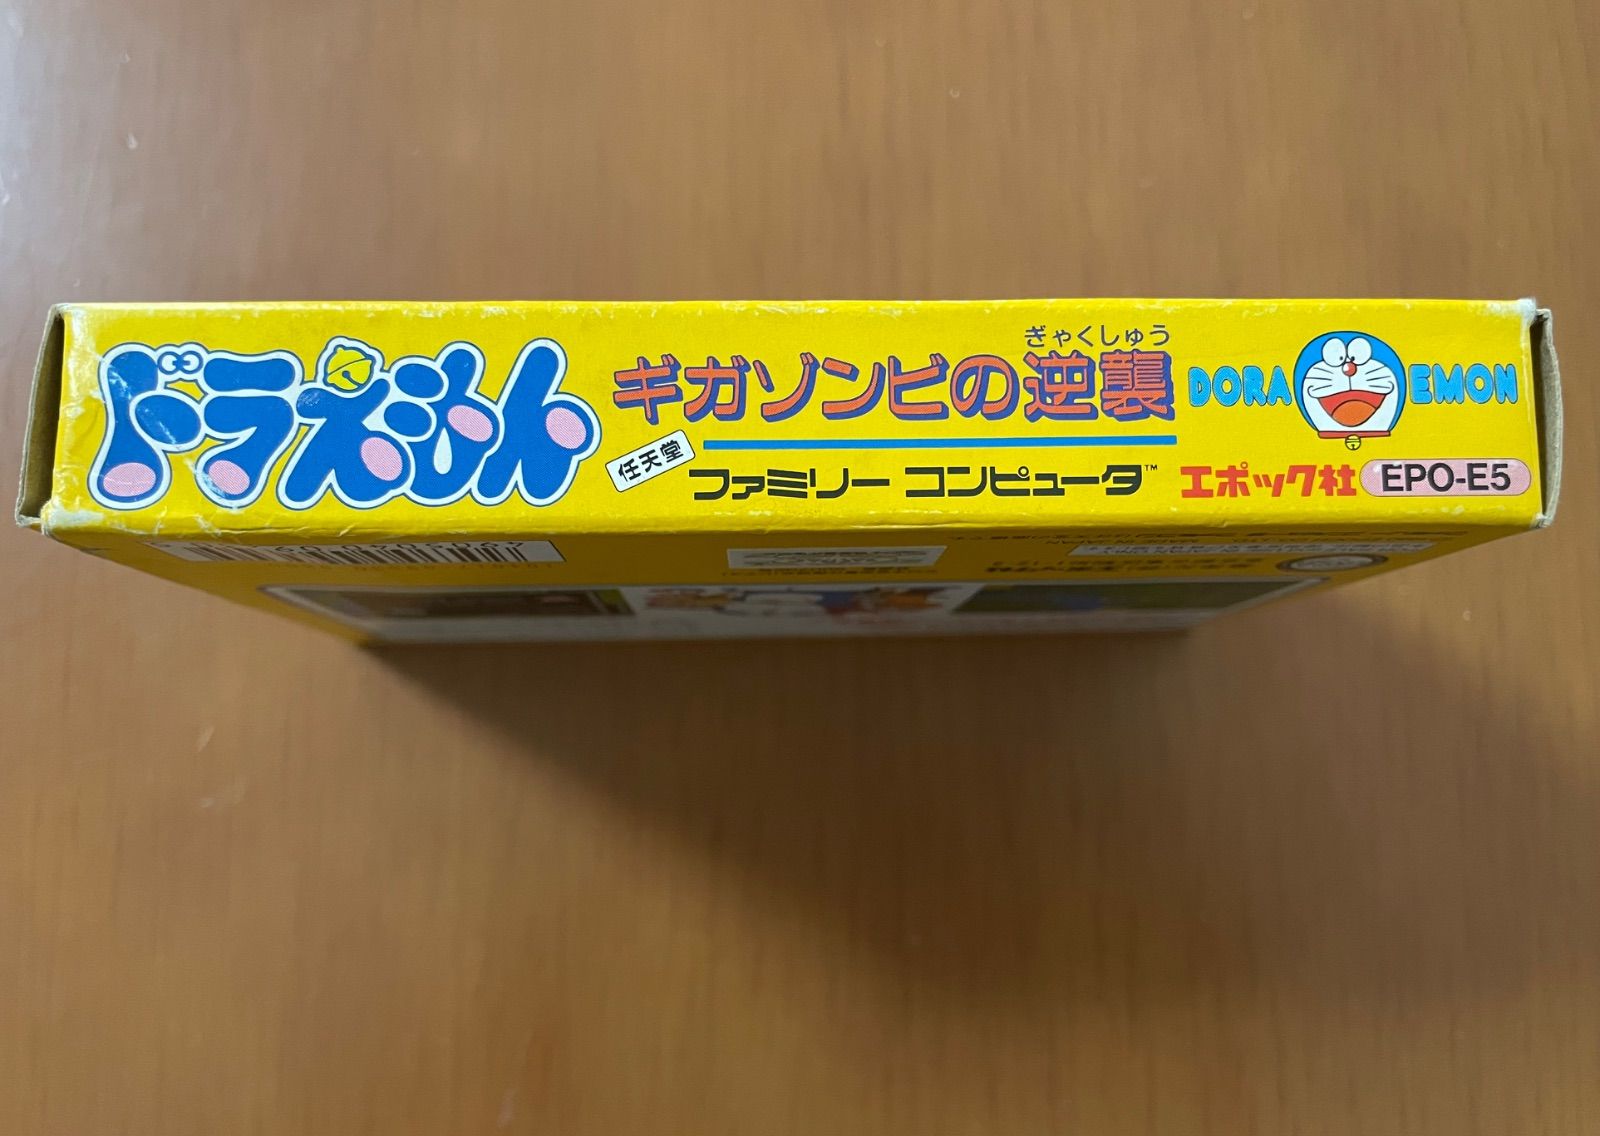 ドラえもん
ぎゃくしゅう
ギガゾンビの逆襲
DORAEMON
任天堂
ファミリー コンピュータ™
エポック社
EPO-E5